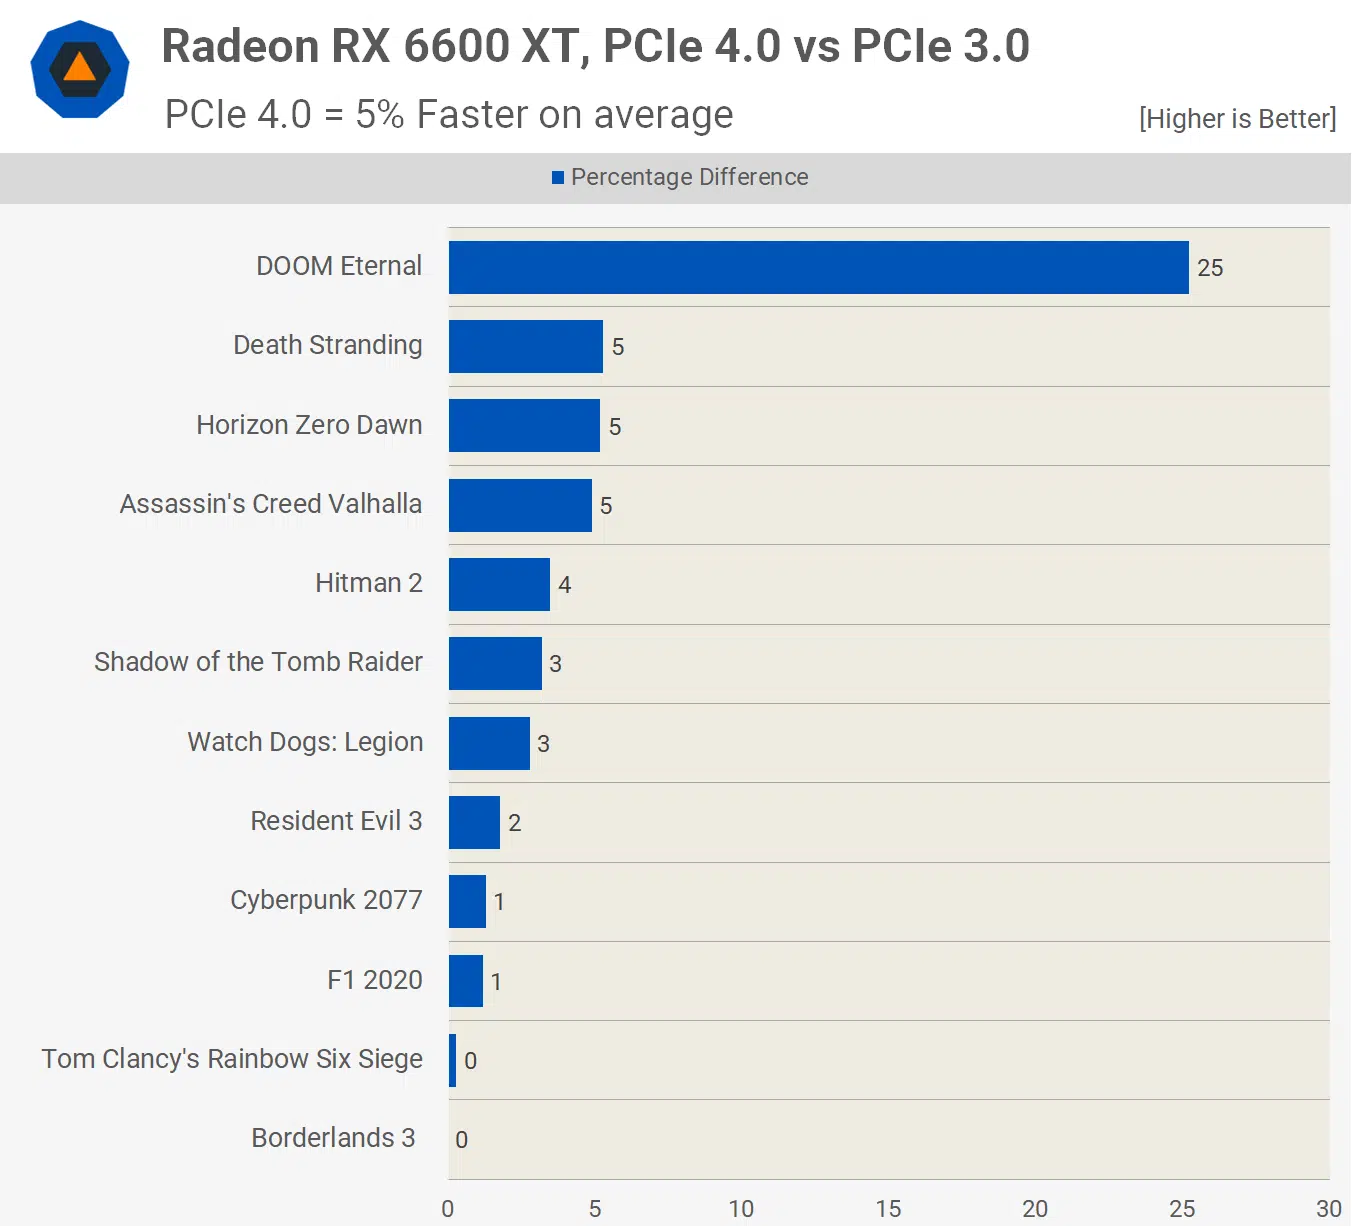 Radeon RX 6600 XT, PCIe 4.0 vs PCIe 3.0
PCIe 4.0 = 5% Faster on average
[Higher is Better]
Percentage Difference
DOOM Eternal 25
Death Stranding 5
Horizon Zero Dawn 5
Assassin's Creed Valhalla 5
Hitman 2 4
Shadow of the Tomb Raider 3
Watch Dogs: Legion 3
Resident Evil 3 2
Cyberpunk 2077 1
F1 2020 1
Tom Clancy's Rainbow Six Siege 0
Borderlands 3 0
0 5 10 15 20 25 30